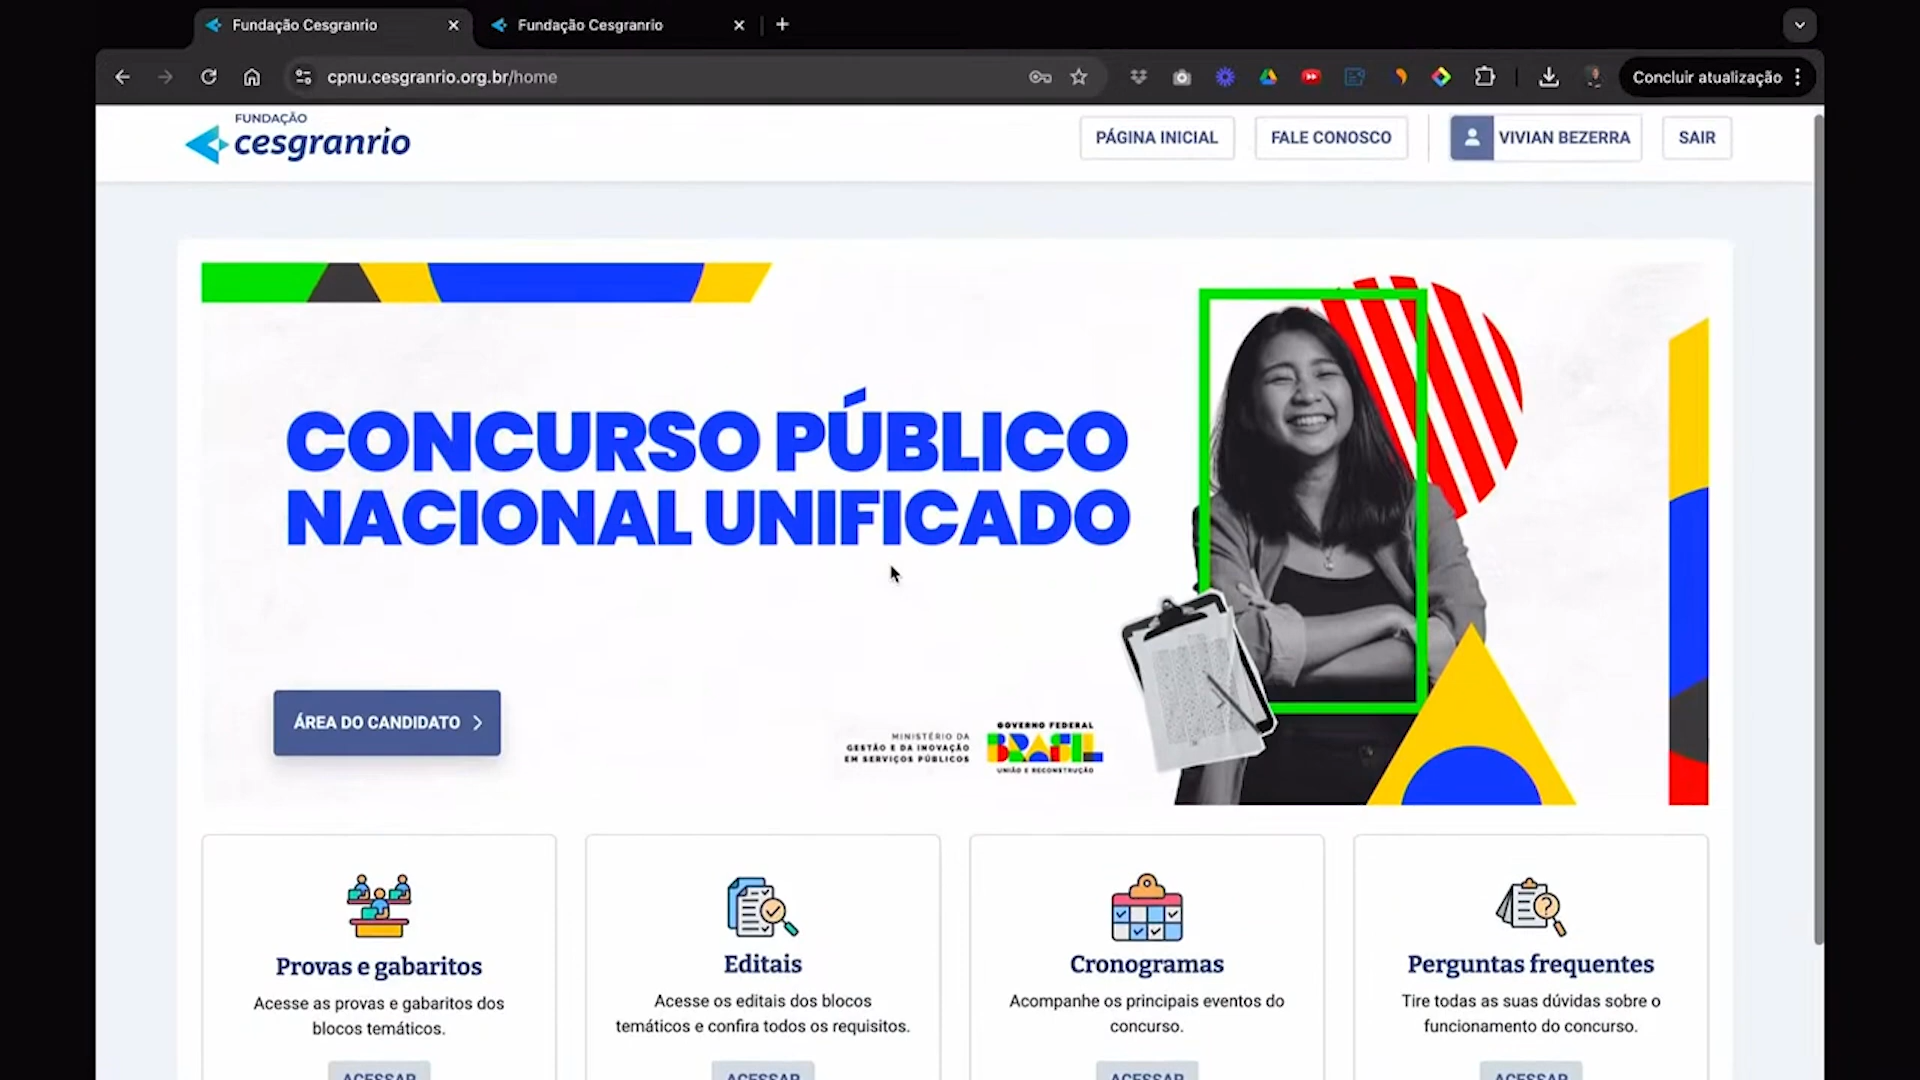 Fundação Cesgranrio
Fundação Cesgranrio
cpnu.cesgranrio.org.br/home
Concluir atualização
FUNDAÇÃO
cesgranrio
PÁGINA INICIAL
FALE CONOSCO
VIVIAN BEZERRA
SAIR
CONCURSO PÚBLICO
NACIONAL UNIFICADO
ÁREA DO CANDIDATO
MINISTÉRIO DA
GESTÃO E DA INOVAÇÃO
EM SERVIÇOS PÚBLICOS
GOVERNO FEDERAL
BRASIL
UNIÃO E RECONSTRUÇÃO
Provas e gabaritos
Acesse as provas e gabaritos dos
blocos temáticos.
ACESSAR
Editais
Acesse os editais dos blocos
temáticos e confira todos os requisitos.
ACESSAR
Cronogramas
Acompanhe os principais eventos do
concurso.
ACESSAR
Perguntas frequentes
Tire todas as suas dúvidas sobre o
funcionamento do concurso.
ACESSAR